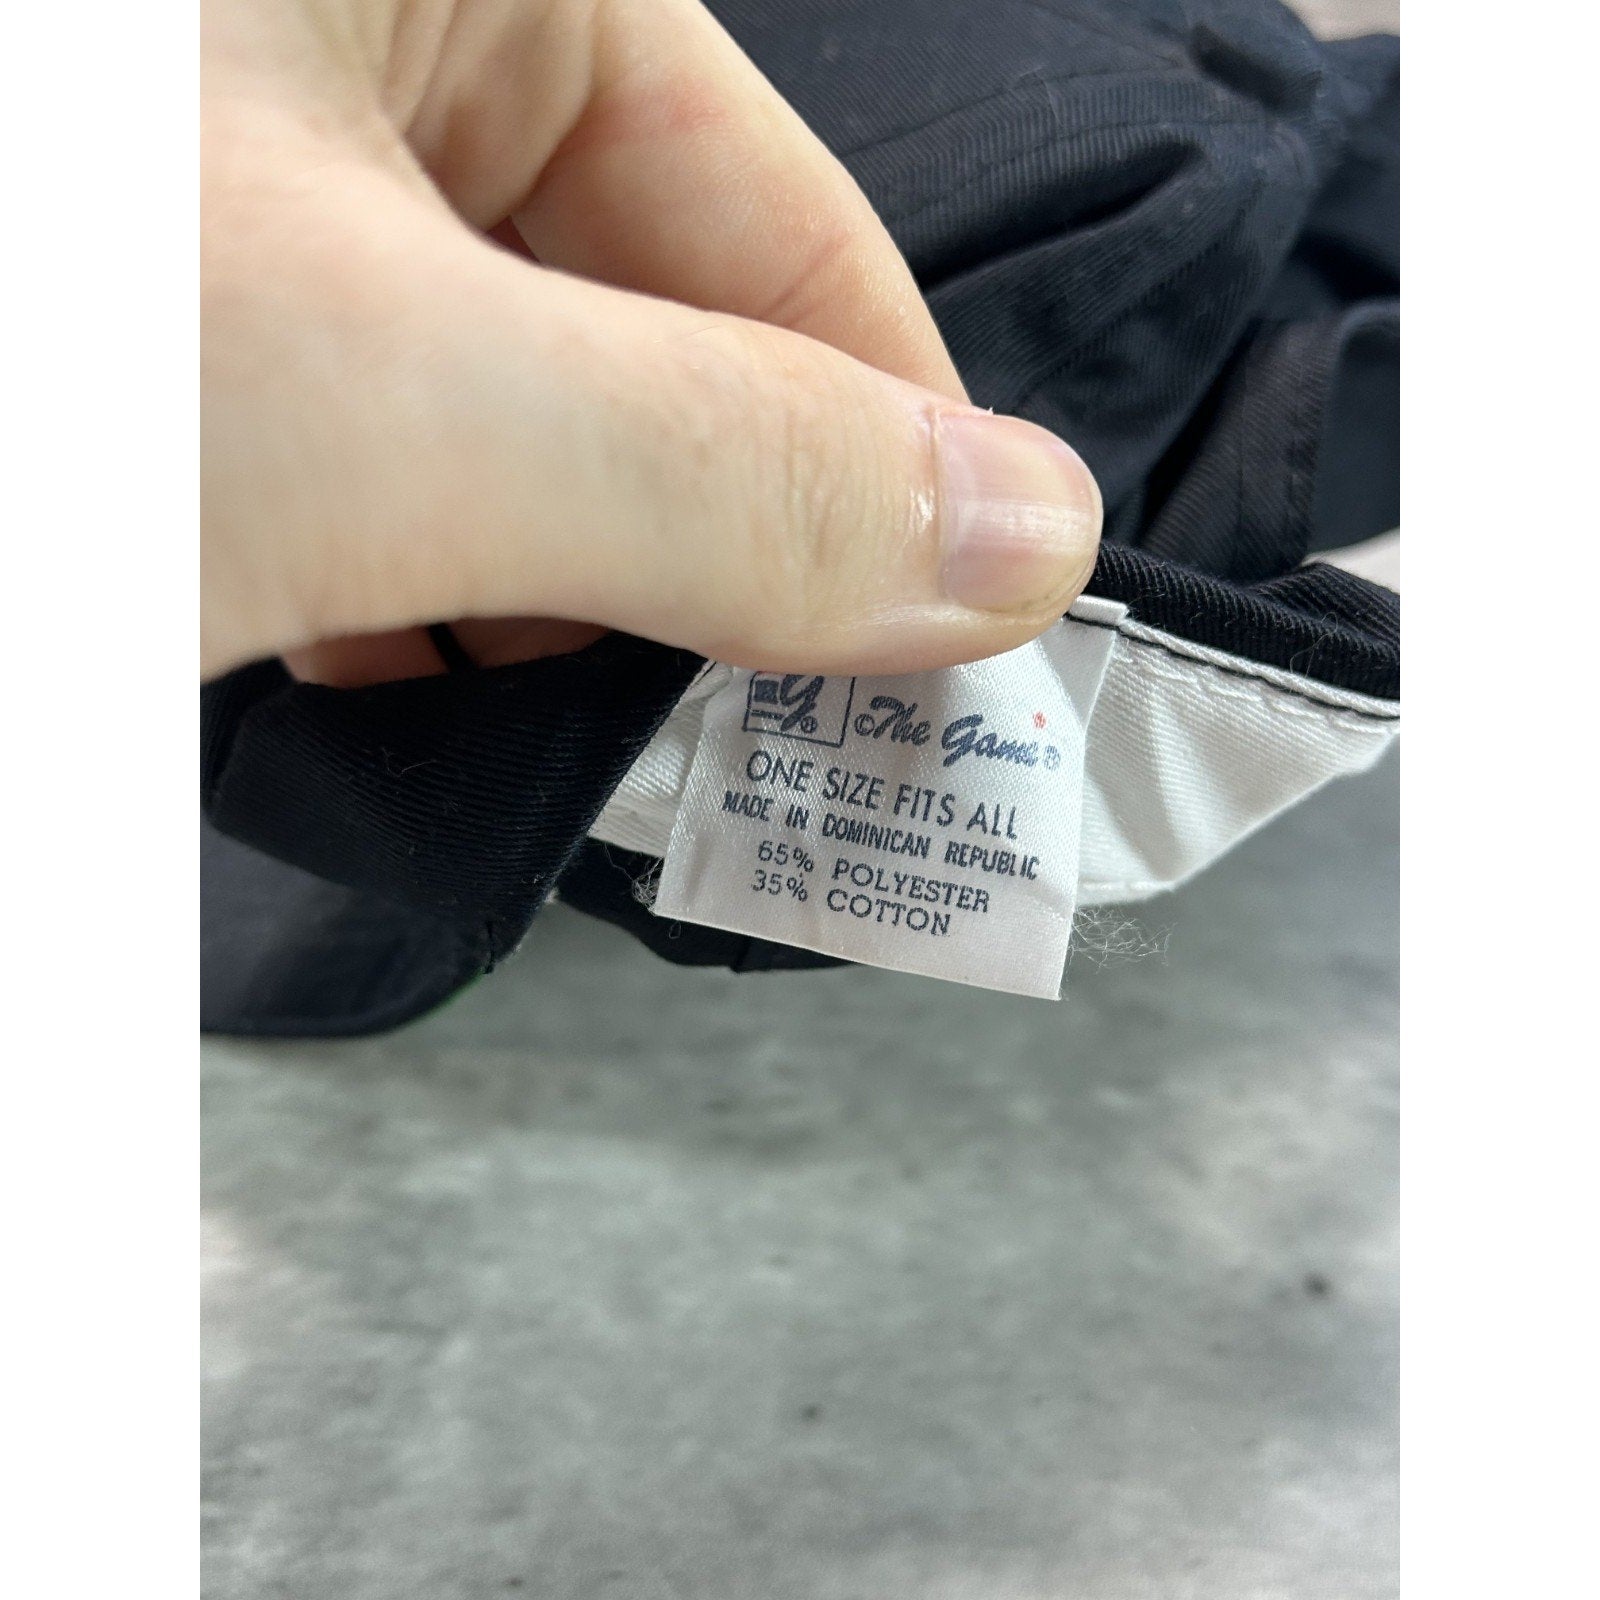 g®
©The Game®
ONE SIZE FITS ALL
MADE IN DOMINICAN REPUBLIC
65% POLYESTER
35% COTTON